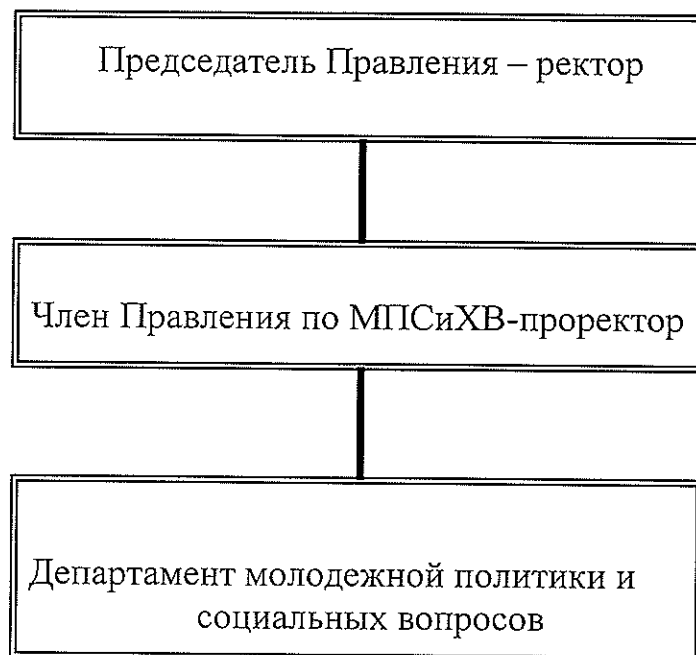 Председатель Правления – ректор
Член Правления по МПСиХВ-проректор
Департамент молодежной политики и
социальных вопросов